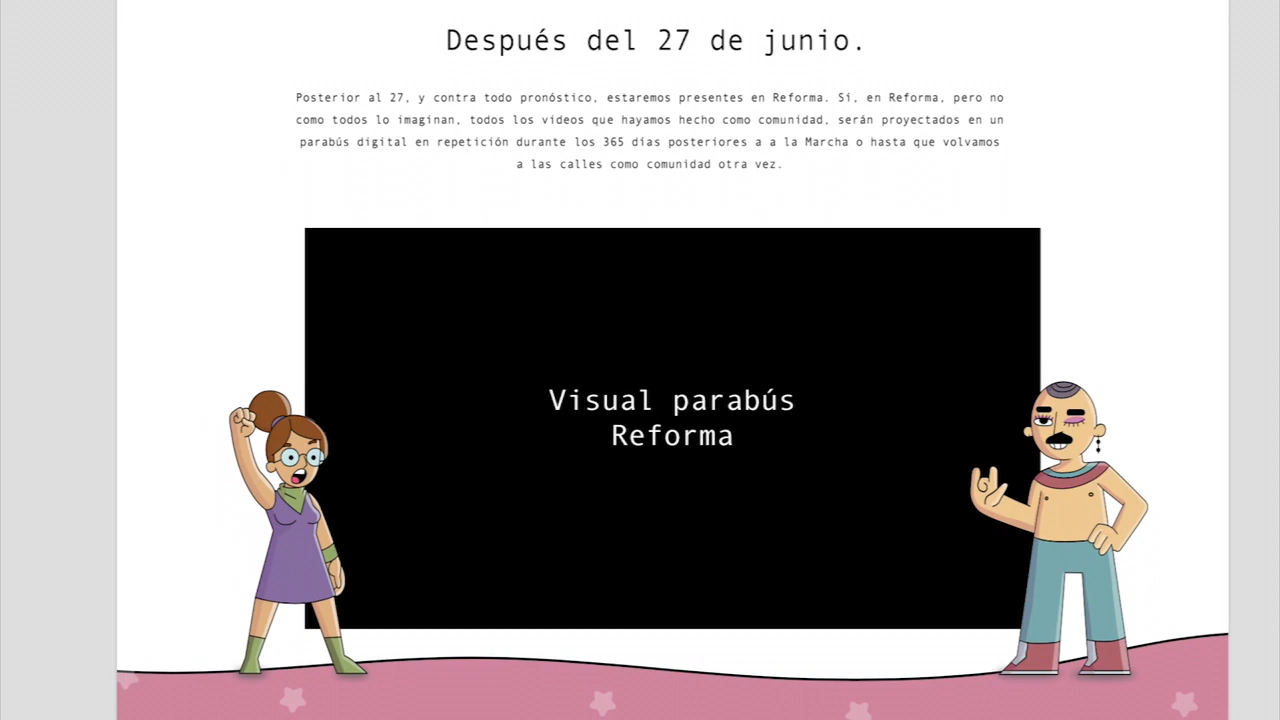 Después del 27 de junio.
Posterior al 27, y contra todo pronóstico, estaremos presentes en Reforma. Sí, en Reforma, pero no
como todos lo imaginan, todos los videos que hayamos hecho como comunidad, serán proyectados en un
parabús digital en repetición durante los 365 días posteriores a a la Marcha o hasta que volvamos
a las calles como comunidad otra vez.
Visual parabús
Reforma